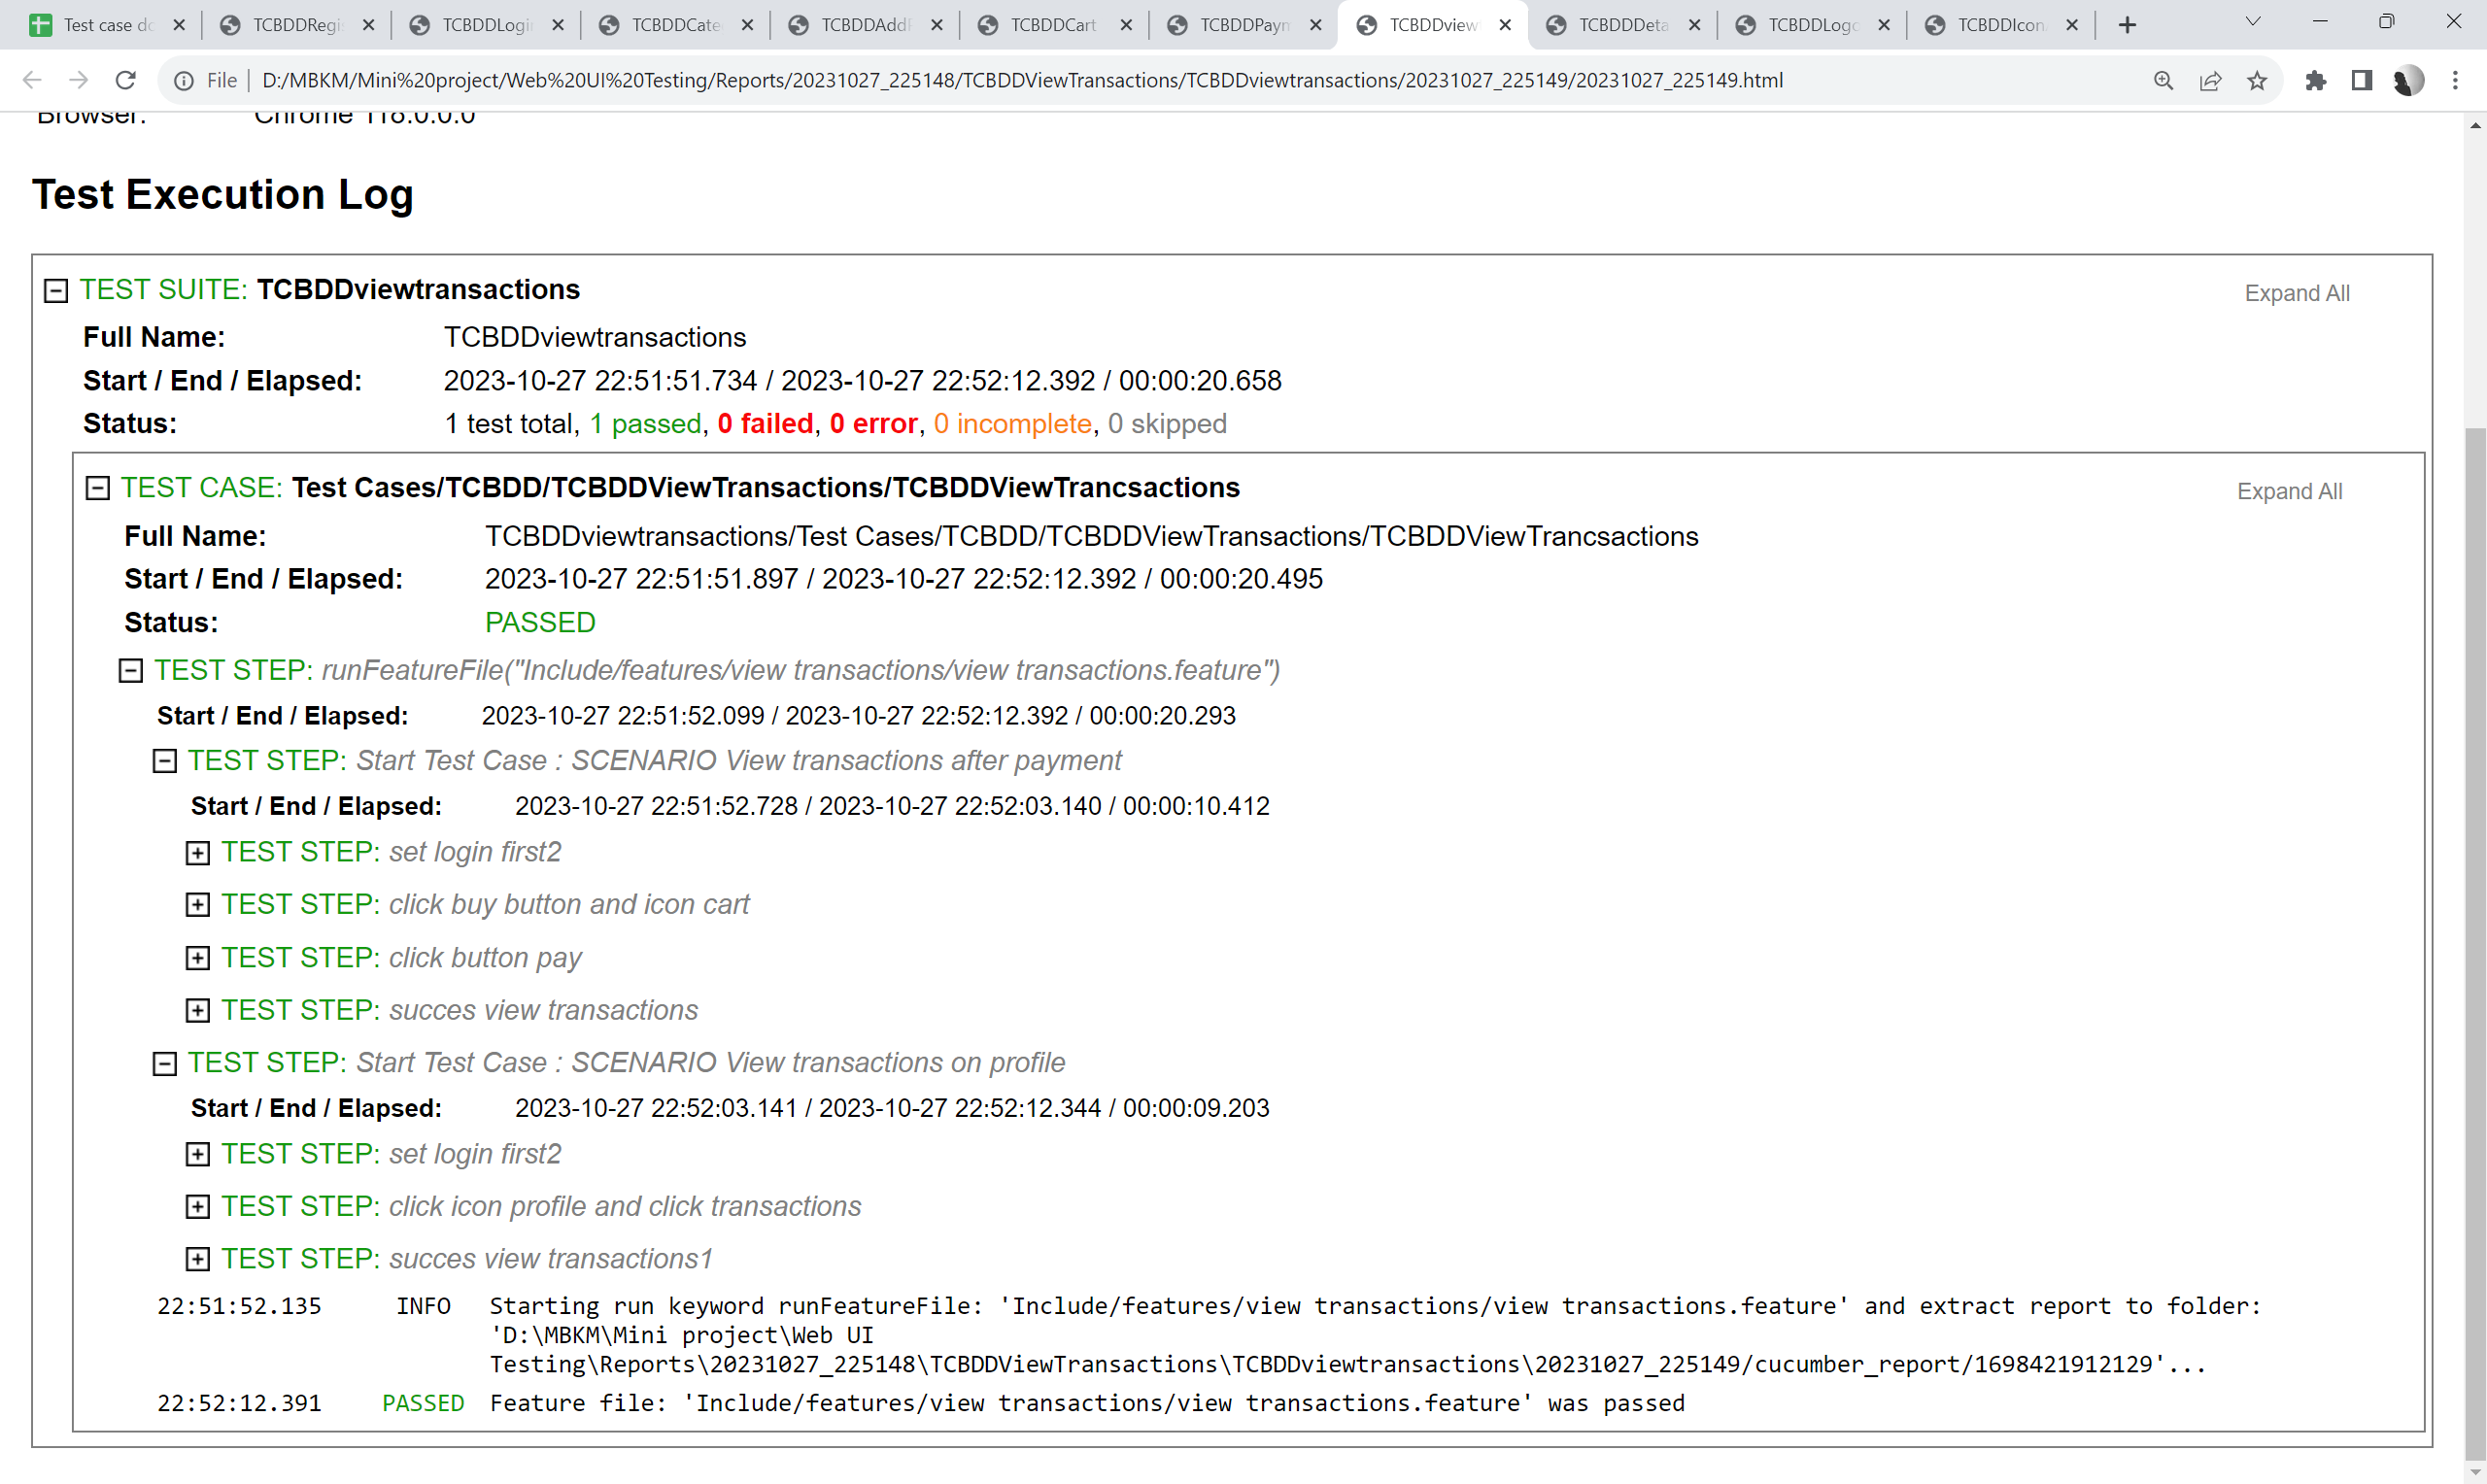 Test case do
TCBDDRegis
TCBDDLogin
TCBDDCate
TCBDDAddP
TCBDDCart
TCBDDPaym
TCBDDview
TCBDDDeta
TCBDDLogo
TCBDDIcon
File D:/MBKM/Mini%20project/Web%20UI%20Testing/Reports/20231027_225148/TCBDDViewTransactions/TCBDDviewtransactions/20231027_225149/20231027_225149.html
Browser: Chrome 118.0.0.0
Test Execution Log
TEST SUITE: TCBDDviewtransactions Expand All
Full Name: TCBDDviewtransactions
Start / End / Elapsed: 2023-10-27 22:51:51.734 / 2023-10-27 22:52:12.392 / 00:00:20.658
Status: 1 test total, 1 passed, 0 failed, 0 error, 0 incomplete, 0 skipped
TEST CASE: Test Cases/TCBDD/TCBDDViewTransactions/TCBDDViewTrancsactions Expand All
Full Name: TCBDDviewtransactions/Test Cases/TCBDD/TCBDDViewTransactions/TCBDDViewTrancsactions
Start / End / Elapsed: 2023-10-27 22:51:51.897 / 2023-10-27 22:52:12.392 / 00:00:20.495
Status: PASSED
TEST STEP: runFeatureFile("Include/features/view transactions/view transactions.feature")
Start / End / Elapsed: 2023-10-27 22:51:52.099 / 2023-10-27 22:52:12.392 / 00:00:20.293
TEST STEP: Start Test Case : SCENARIO View transactions after payment
Start / End / Elapsed: 2023-10-27 22:51:52.728 / 2023-10-27 22:52:03.140 / 00:00:10.412
TEST STEP: set login first2
TEST STEP: click buy button and icon cart
TEST STEP: click button pay
TEST STEP: succes view transactions
TEST STEP: Start Test Case : SCENARIO View transactions on profile
Start / End / Elapsed: 2023-10-27 22:52:03.141 / 2023-10-27 22:52:12.344 / 00:00:09.203
TEST STEP: set login first2
TEST STEP: click icon profile and click transactions
TEST STEP: succes view transactions1
22:51:52.135 INFO Starting run keyword runFeatureFile: 'Include/features/view transactions/view transactions.feature' and extract report to folder:
'D:\MBKM\Mini project\Web UI
Testing\Reports\20231027_225148\TCBDDViewTransactions\TCBDDviewtransactions\20231027_225149/cucumber_report/1698421912129'...
22:52:12.391 PASSED Feature file: 'Include/features/view transactions/view transactions.feature' was passed